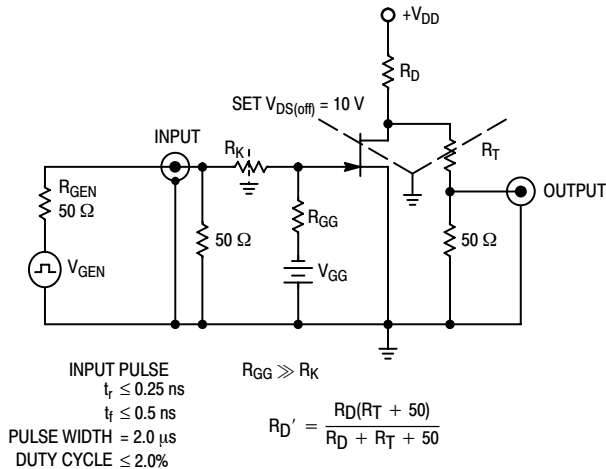 +VDD
RD
SET VDS(off) = 10 V
INPUT
RK
RT
RGEN
50 Ω
OUTPUT
RGG
50 Ω
50 Ω
VGEN
VGG
INPUT PULSE
tr ≤ 0.25 ns
tf ≤ 0.5 ns
PULSE WIDTH = 2.0 μs
DUTY CYCLE ≤ 2.0%
RGG ≫ RK
RD′ = RD(RT + 50) / RD + RT + 50